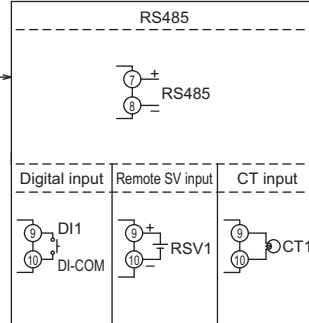 RS485
7 +
RS485
8 −
Digital input Remote SV input CT input
9 DI1 9 + 9
RSV1 CT1
10 DI-COM 10 − 10